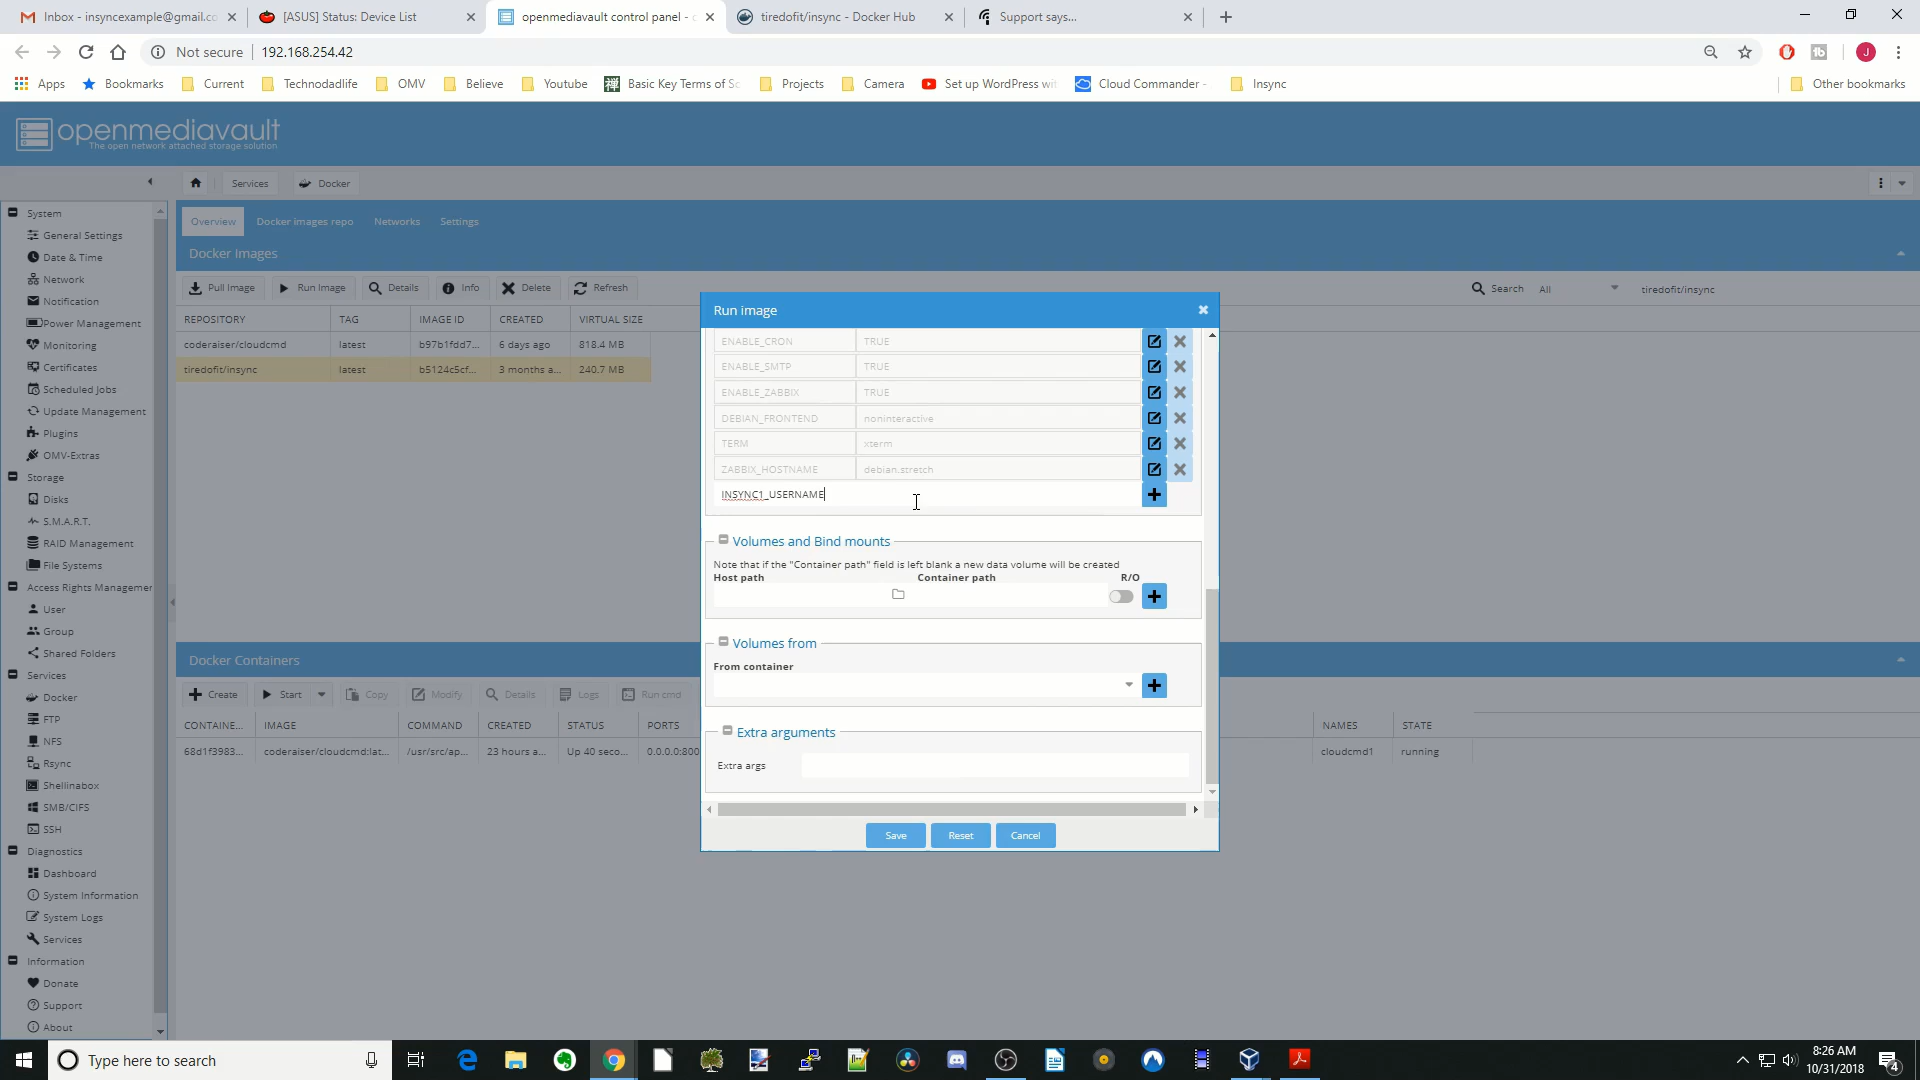 Inbox - insyncexample@gmail.co
[ASUS] Status: Device List
openmediavault control panel -
tiredofit/insync - Docker Hub
Support says...
Not secure 192.168.254.42
Apps Bookmarks Current Technodadlife OMV Believe Youtube Basic Key Terms of Sc Projects Camera Set up WordPress wit Cloud Commander - Insync Other bookmarks
openmediavault
The open network attached storage solution
Services Docker
System
General Settings
Date & Time
Network
Notification
Power Management
Monitoring
Certificates
Scheduled Jobs
Update Management
Plugins
OMV-Extras
Storage
Disks
S.M.A.R.T.
RAID Management
File Systems
Access Rights Managemer
User
Group
Shared Folders
Services
Docker
FTP
NFS
Rsync
Shellinabox
SMB/CIFS
SSH
Diagnostics
Dashboard
System Information
System Logs
Services
Information
Donate
Support
About
Overview Docker images repo Networks Settings
Docker Images
Pull Image Run Image Details Info Delete Refresh Search All tiredofit/insync
REPOSITORY TAG IMAGE ID CREATED VIRTUAL SIZE
coderaiser/cloudcmd latest b97b1fdd7... 6 days ago 818.4 MB
tiredofit/insync latest b5124c5cf... 3 months a... 240.7 MB
Docker Containers
Create Start Copy Modify Details Logs Run cmd
CONTAINE... IMAGE COMMAND CREATED STATUS PORTS NAMES STATE
68d1f3983... coderaiser/cloudcmd:lat... /usr/src/ap... 23 hours a... Up 40 seco... 0.0.0.0:800 cloudcmd1 running
Run image
ENABLE_CRON TRUE
ENABLE_SMTP TRUE
ENABLE_ZABBIX TRUE
DEBIAN_FRONTEND noninteractive
TERM xterm
ZABBIX_HOSTNAME debian.stretch
INSYNC1_USERNAME
Volumes and Bind mounts
Note that if the "Container path" field is left blank a new data volume will be created
Host path Container path R/O
Volumes from
From container
Extra arguments
Extra args
Save Reset Cancel
Type here to search
8:26 AM
10/31/2018
4